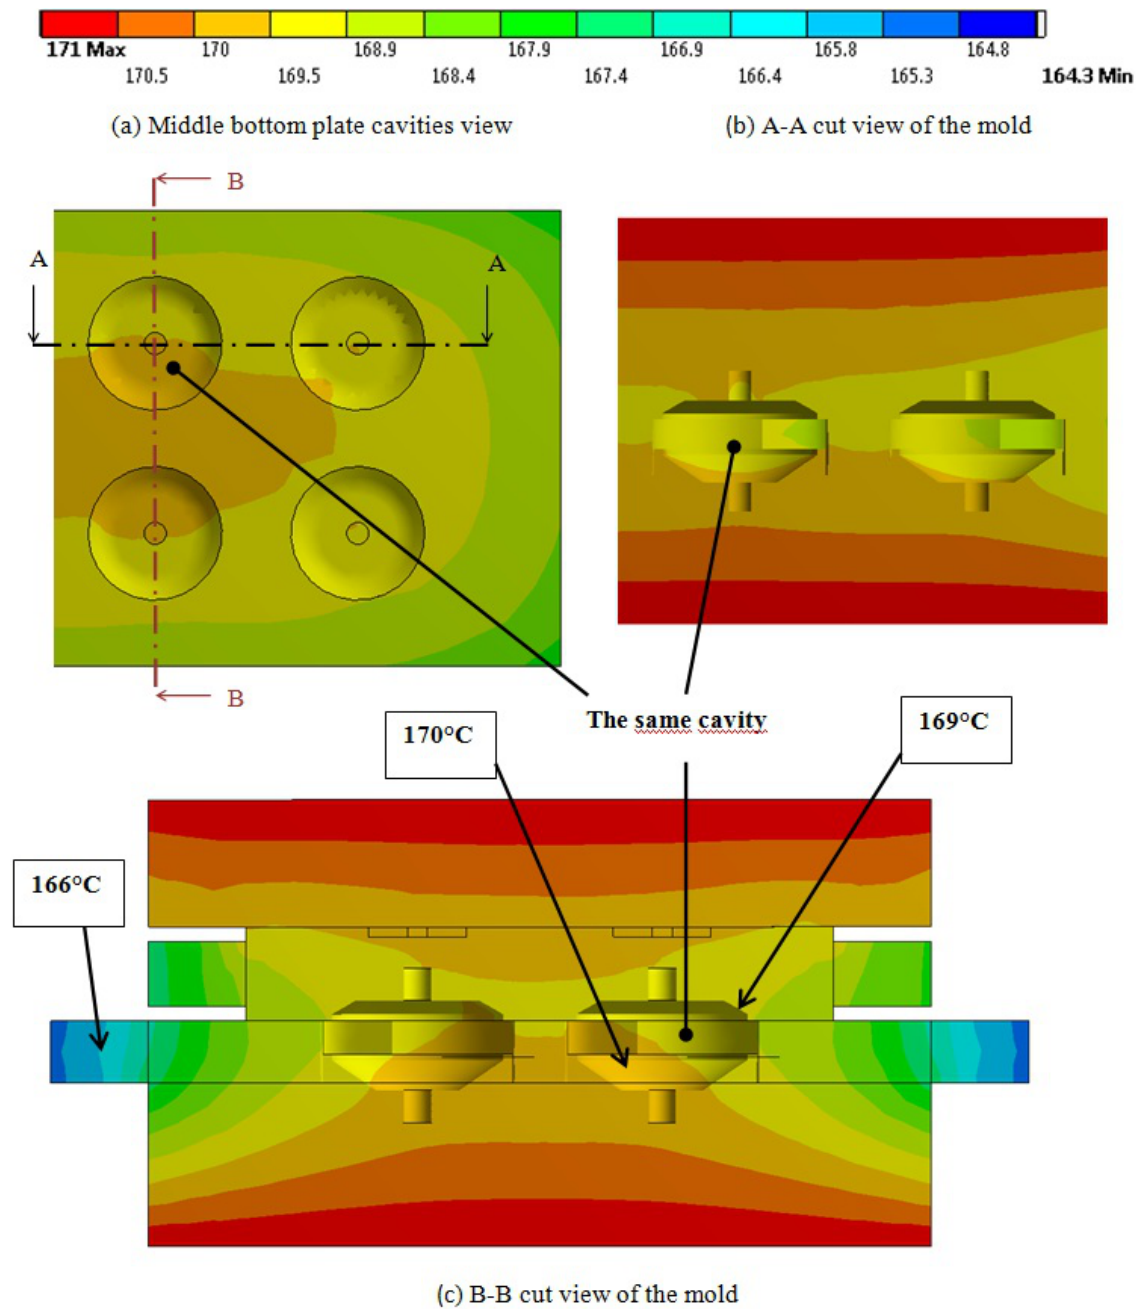 171 Max 170 168.9 167.9 166.9 165.8 164.8
170.5 169.5 168.4 167.4 166.4 165.3 164.3 Min
(a) Middle bottom plate cavities view
(b) A-A cut view of the mold
B
A
A
B
The same cavity
170°C
169°C
166°C
(c) B-B cut view of the mold